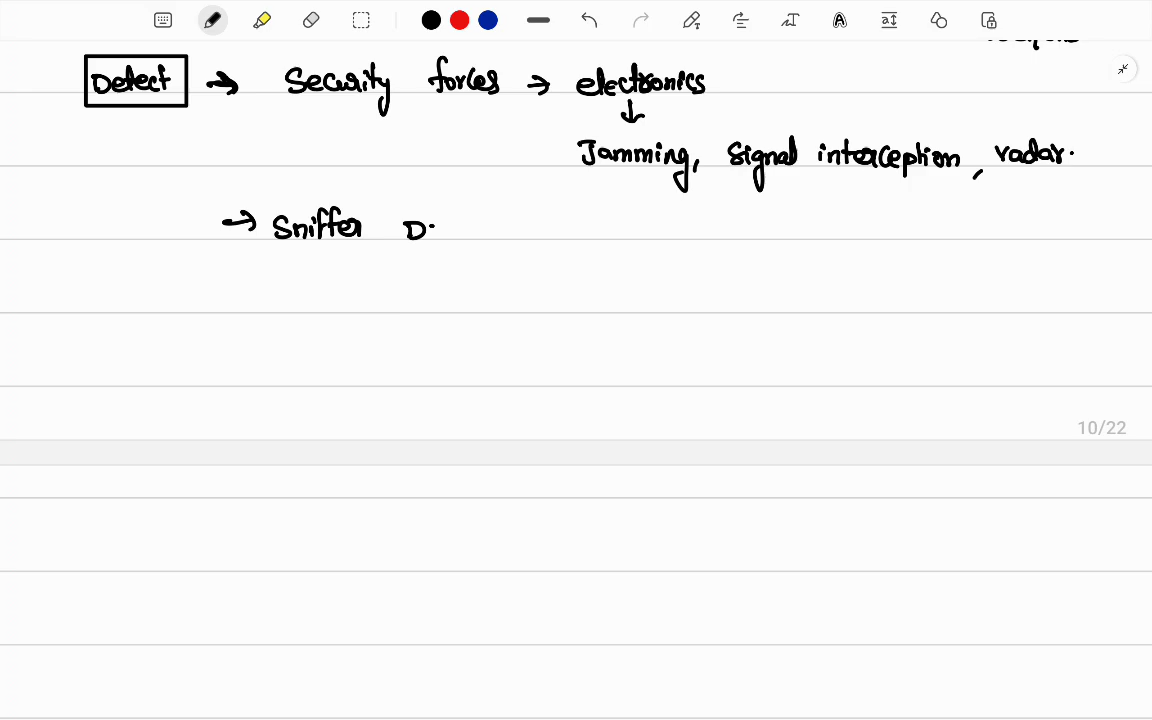 Detect → Security forces → electronics
↓
Jamming, Signal interception, radar.
→ Sniffer D
10/22